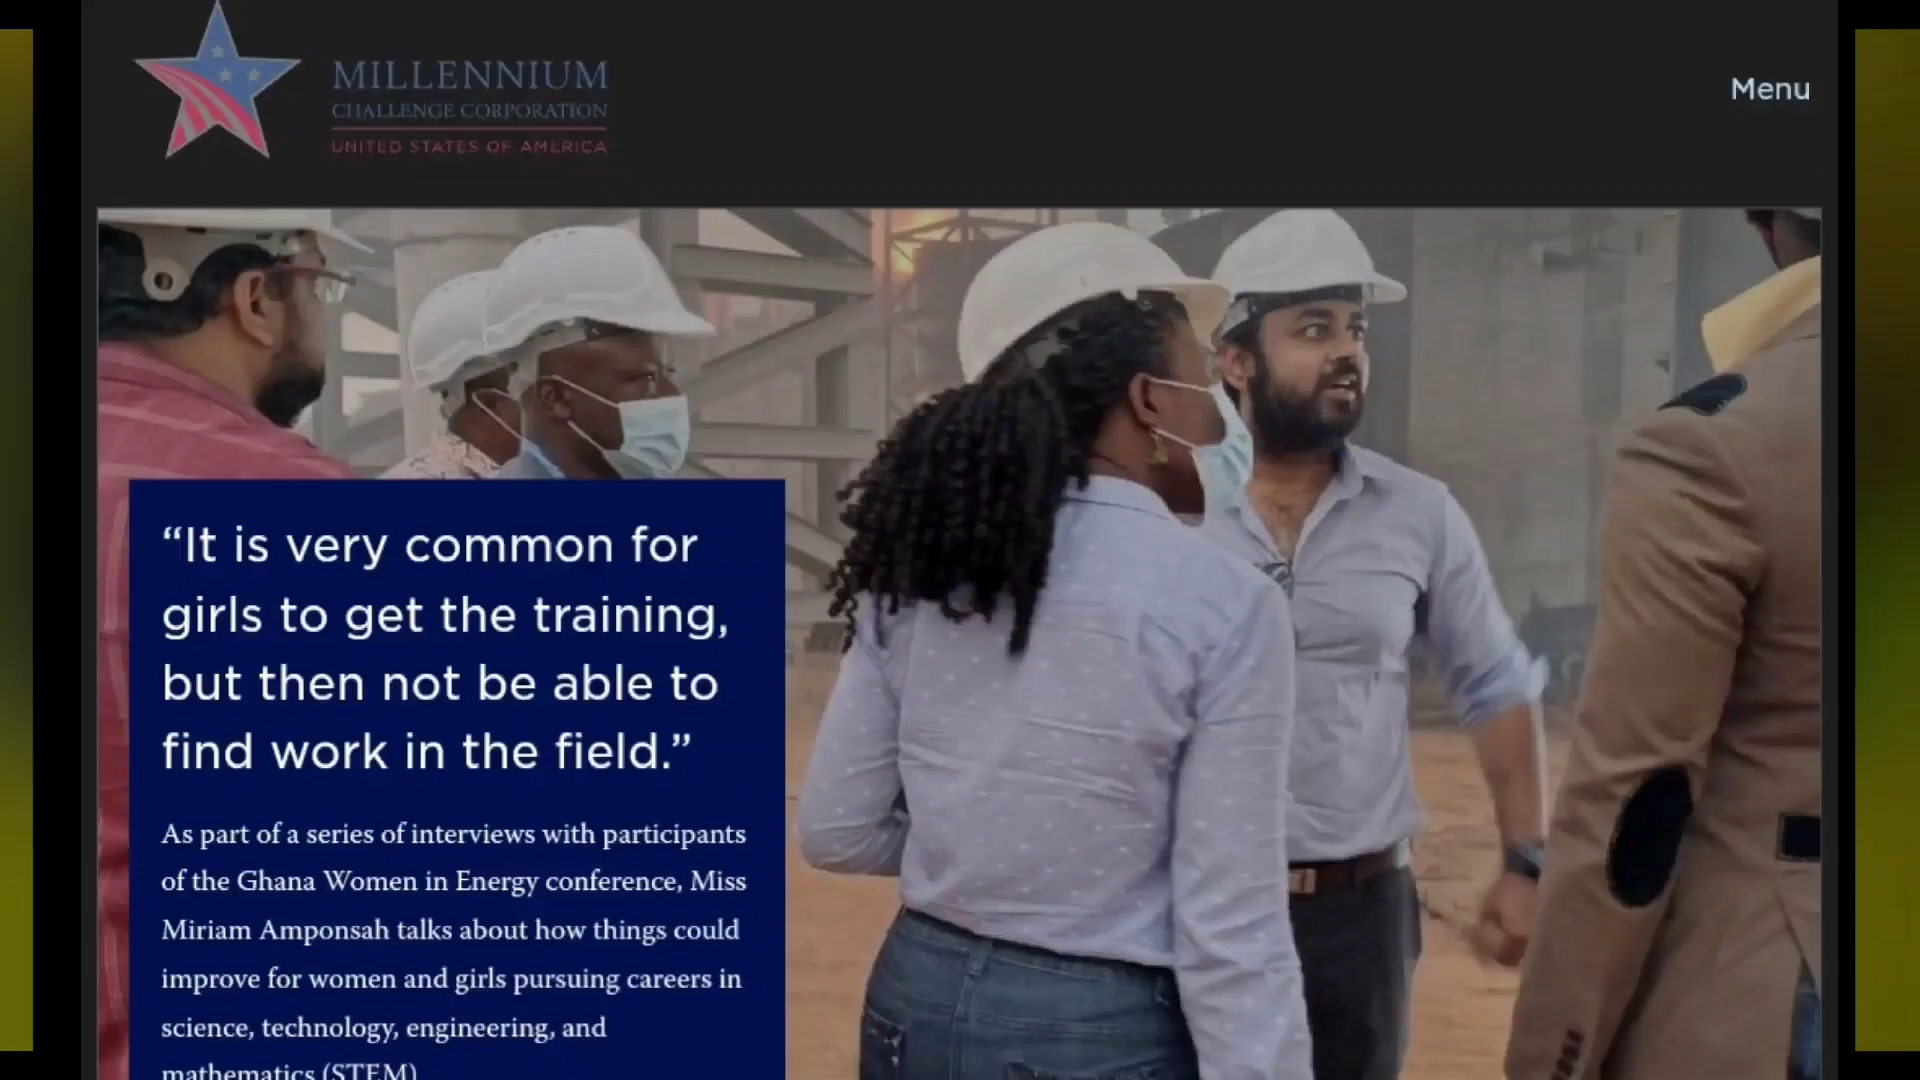 MILLENNIUM
CHALLENGE CORPORATION
UNITED STATES OF AMERICA
Menu
“It is very common for
girls to get the training,
but then not be able to
find work in the field.”
As part of a series of interviews with participants
of the Ghana Women in Energy conference, Miss
Miriam Amponsah talks about how things could
improve for women and girls pursuing careers in
science, technology, engineering, and
mathematics (STEM)